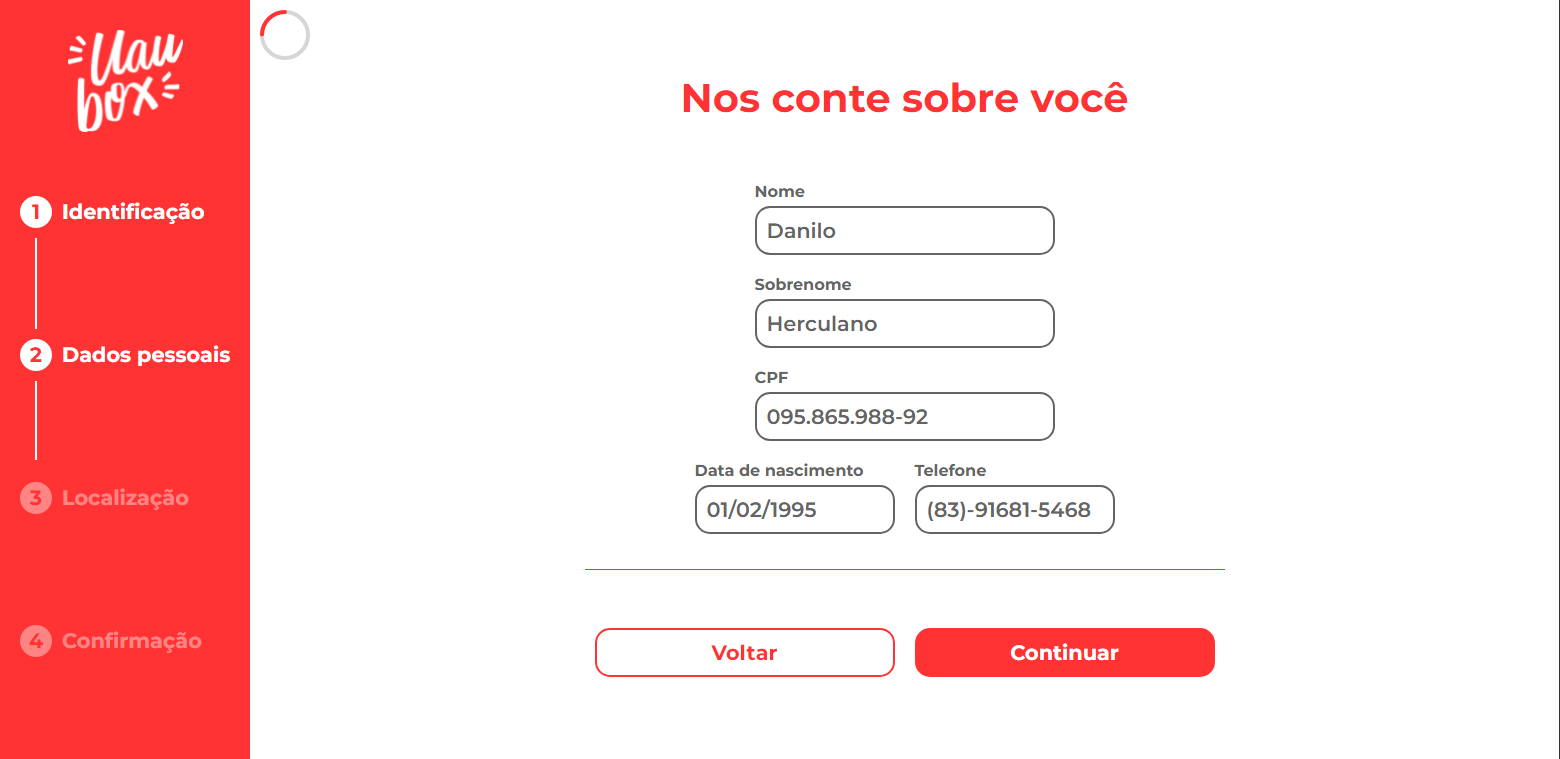 Uau
box
1 Identificação
2 Dados pessoais
3 Localização
4 Confirmação
Nos conte sobre você
Nome
Danilo
Sobrenome
Herculano
CPF
095.865.988-92
Data de nascimento Telefone
01/02/1995 (83)-91681-5468
Voltar Continuar